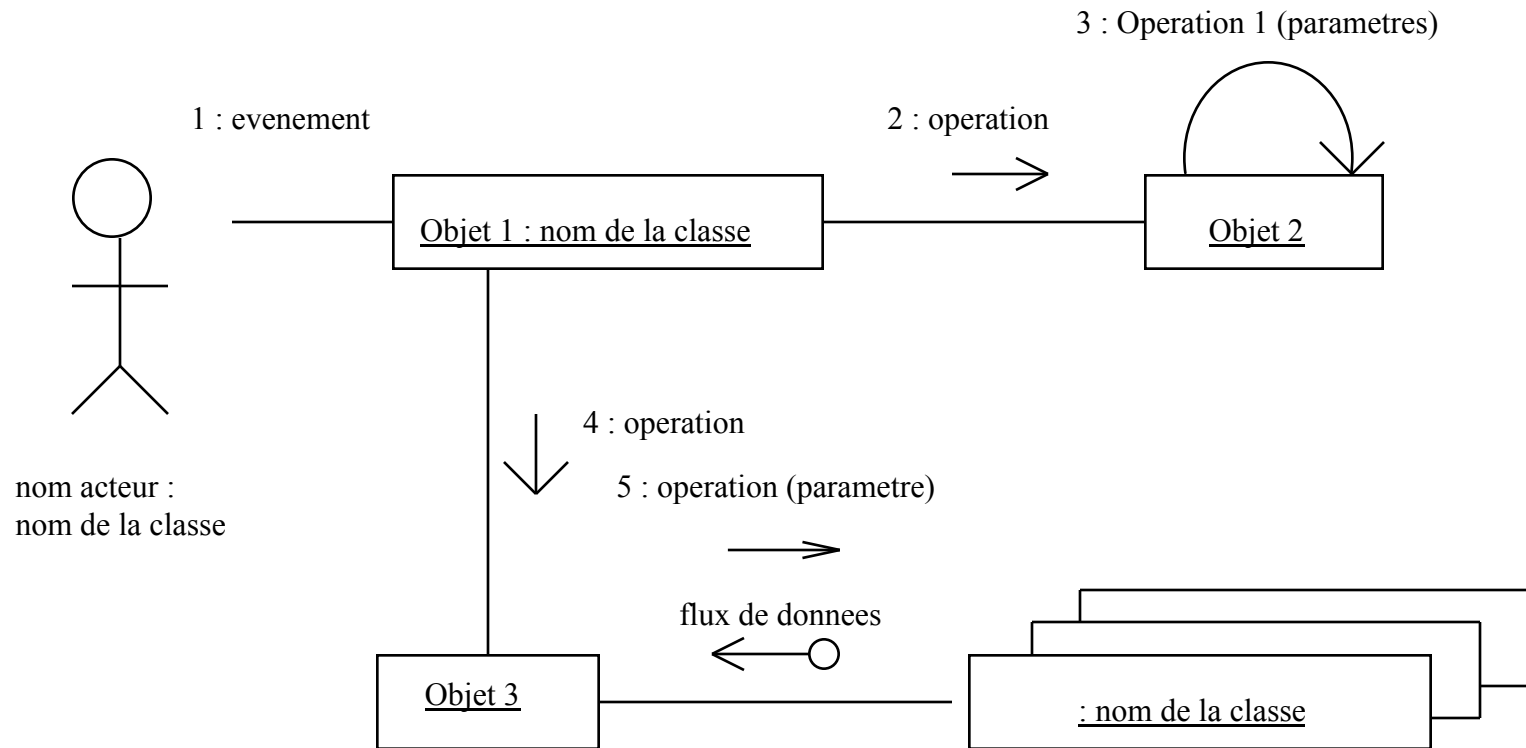 3 : Operation 1 (parametres)
1 : evenement
2 : operation
Objet 1 : nom de la classe
Objet 2
4 : operation
nom acteur :
nom de la classe
5 : operation (parametre)
flux de donnees
Objet 3
: nom de la classe